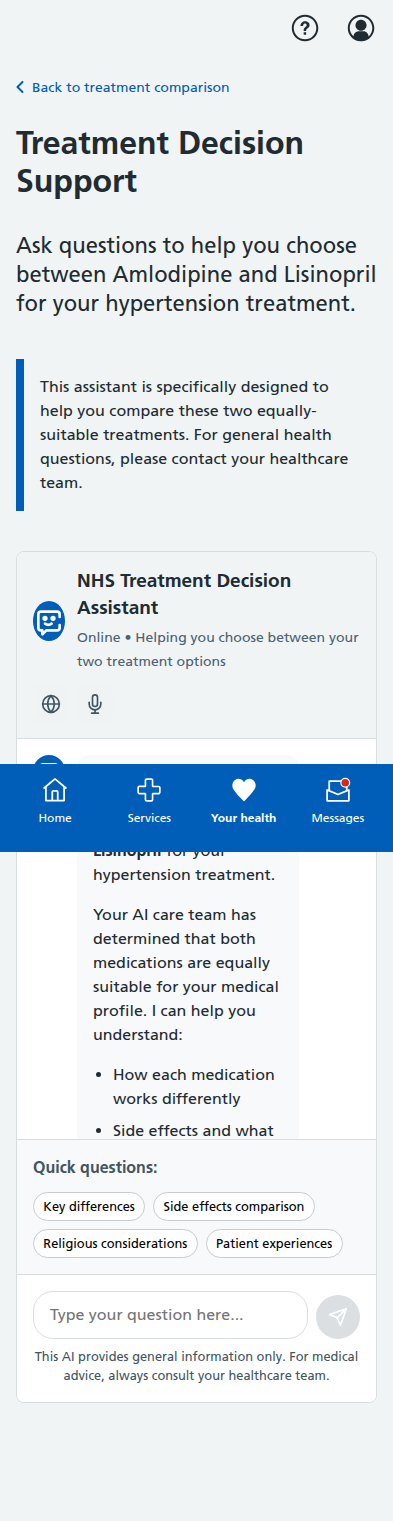 Back to treatment comparison
Treatment Decision
Support
Ask questions to help you choose
between Amlodipine and Lisinopril
for your hypertension treatment.
This assistant is specifically designed to
help you compare these two equally-
suitable treatments. For general health
questions, please contact your healthcare
team.
NHS Treatment Decision
Assistant
Online • Helping you choose between your
two treatment options
Home
Services
Your health
Messages
Lisinopril for your
hypertension treatment.
Your AI care team has
determined that both
medications are equally
suitable for your medical
profile. I can help you
understand:
• How each medication
works differently
• Side effects and what
Quick questions:
Key differences
Side effects comparison
Religious considerations
Patient experiences
Type your question here...
This AI provides general information only. For medical
advice, always consult your healthcare team.